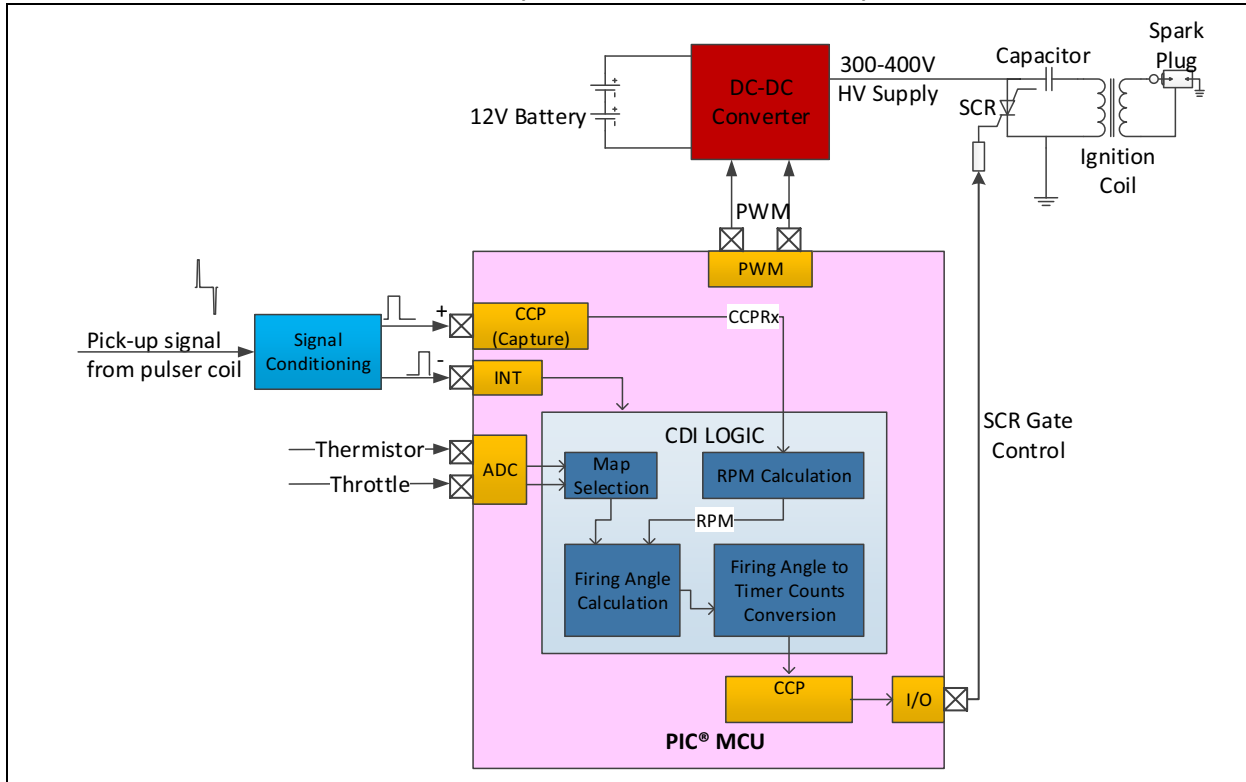 Spark
Plug
Capacitor
300-400V
HV Supply
DC-DC
Converter
SCR
12V Battery
Ignition
Coil
PWM
PWM
+
CCP
(Capture)
CCPRx
Pick-up signal
from pulser coil
Signal
Conditioning
-
INT
CDI LOGIC
SCR Gate
Control
Thermistor
Throttle
ADC
Map
Selection
RPM Calculation
RPM
Firing Angle
Calculation
Firing Angle to
Timer Counts
Conversion
CCP
I/O
PIC® MCU